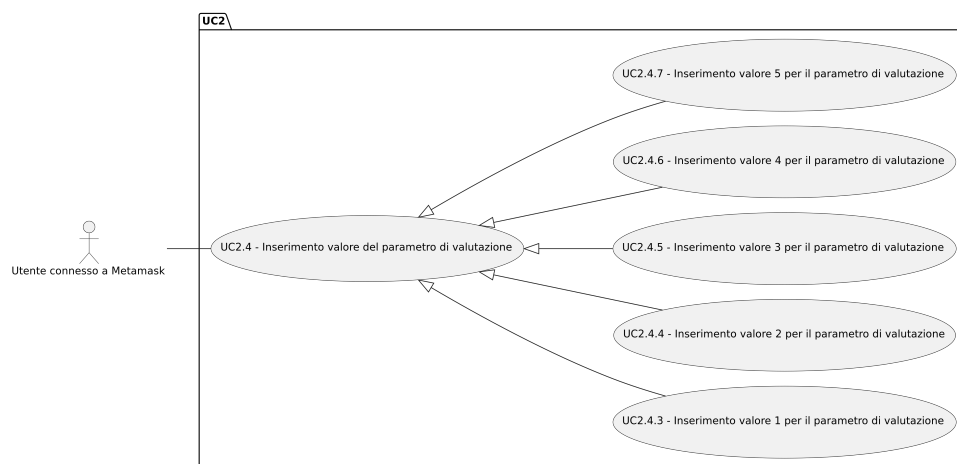 UC2
UC2.4.7 - Inserimento valore 5 per il parametro di valutazione
UC2.4.6 - Inserimento valore 4 per il parametro di valutazione
UC2.4 - Inserimento valore del parametro di valutazione
UC2.4.5 - Inserimento valore 3 per il parametro di valutazione
Utente connesso a Metamask
UC2.4.4 - Inserimento valore 2 per il parametro di valutazione
UC2.4.3 - Inserimento valore 1 per il parametro di valutazione